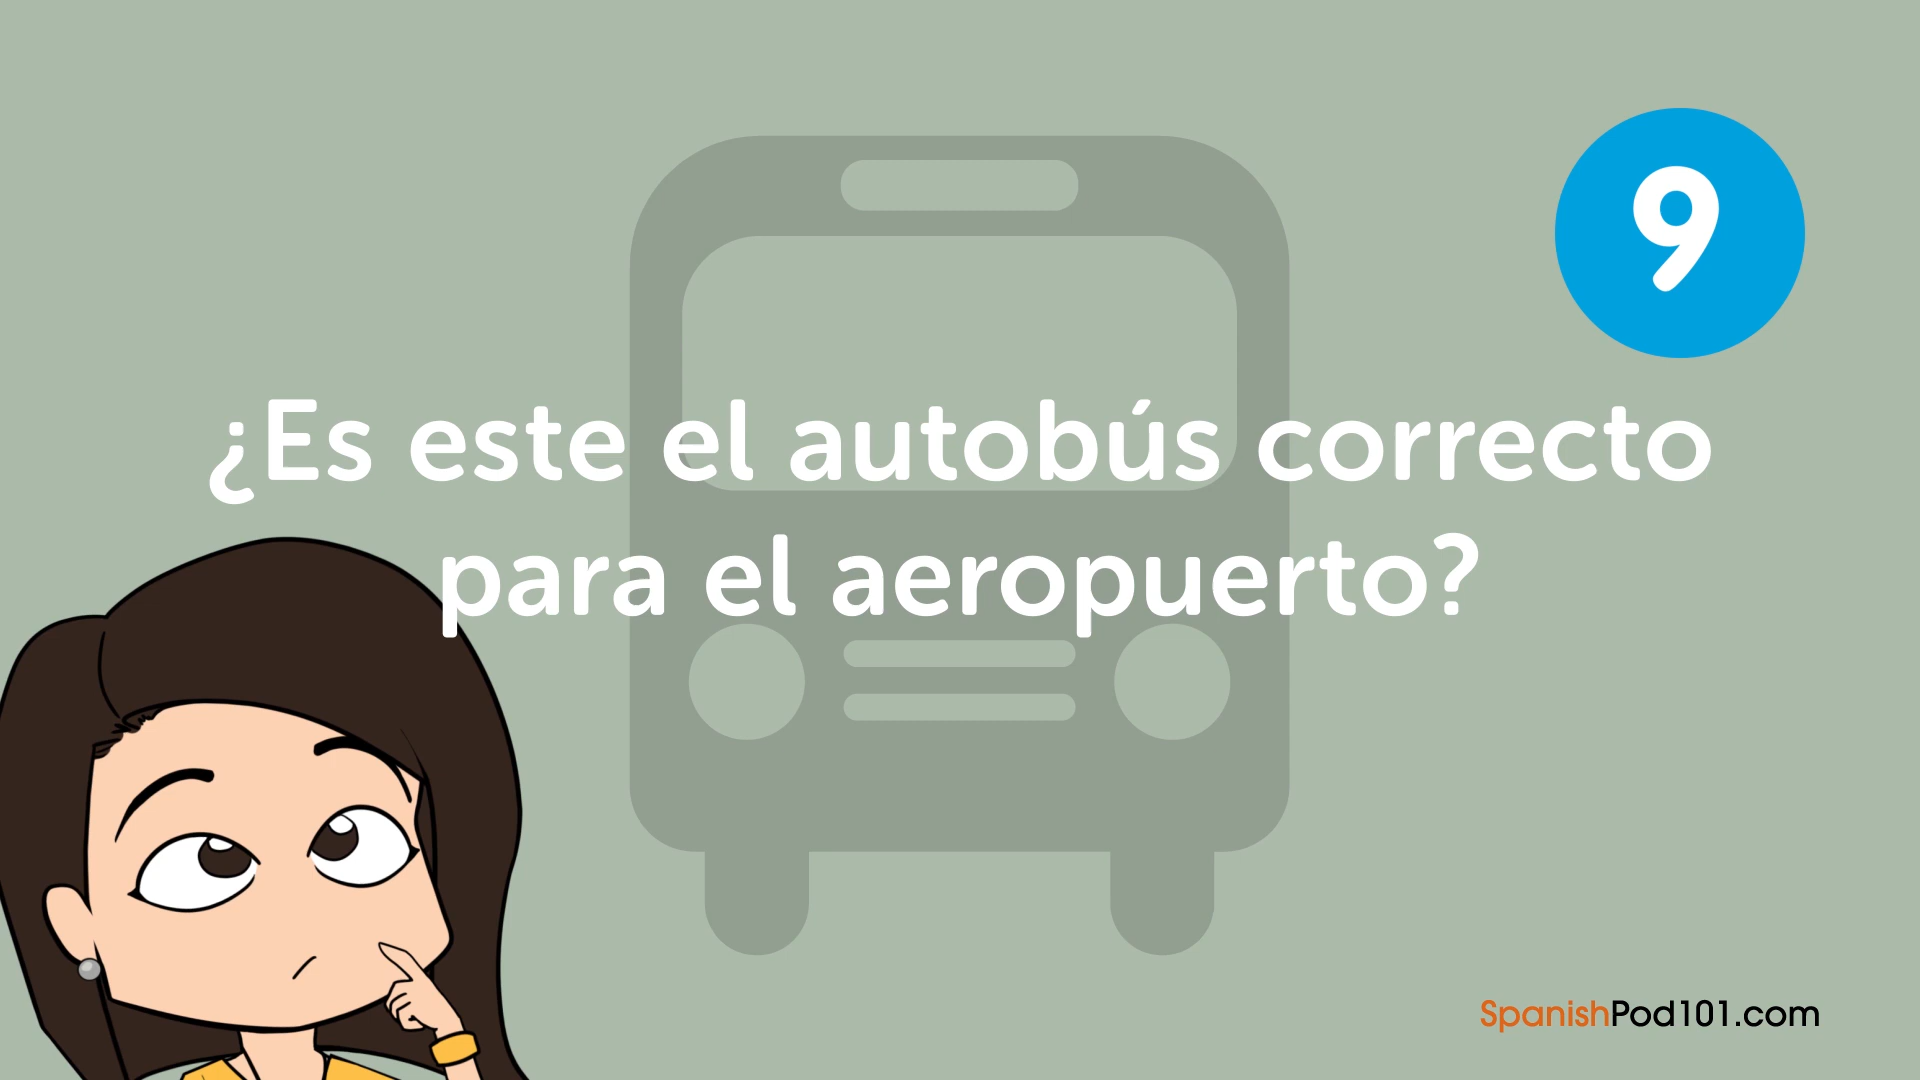 9
¿Es este el autobús correcto
para el aeropuerto?
SpanishPod101.com